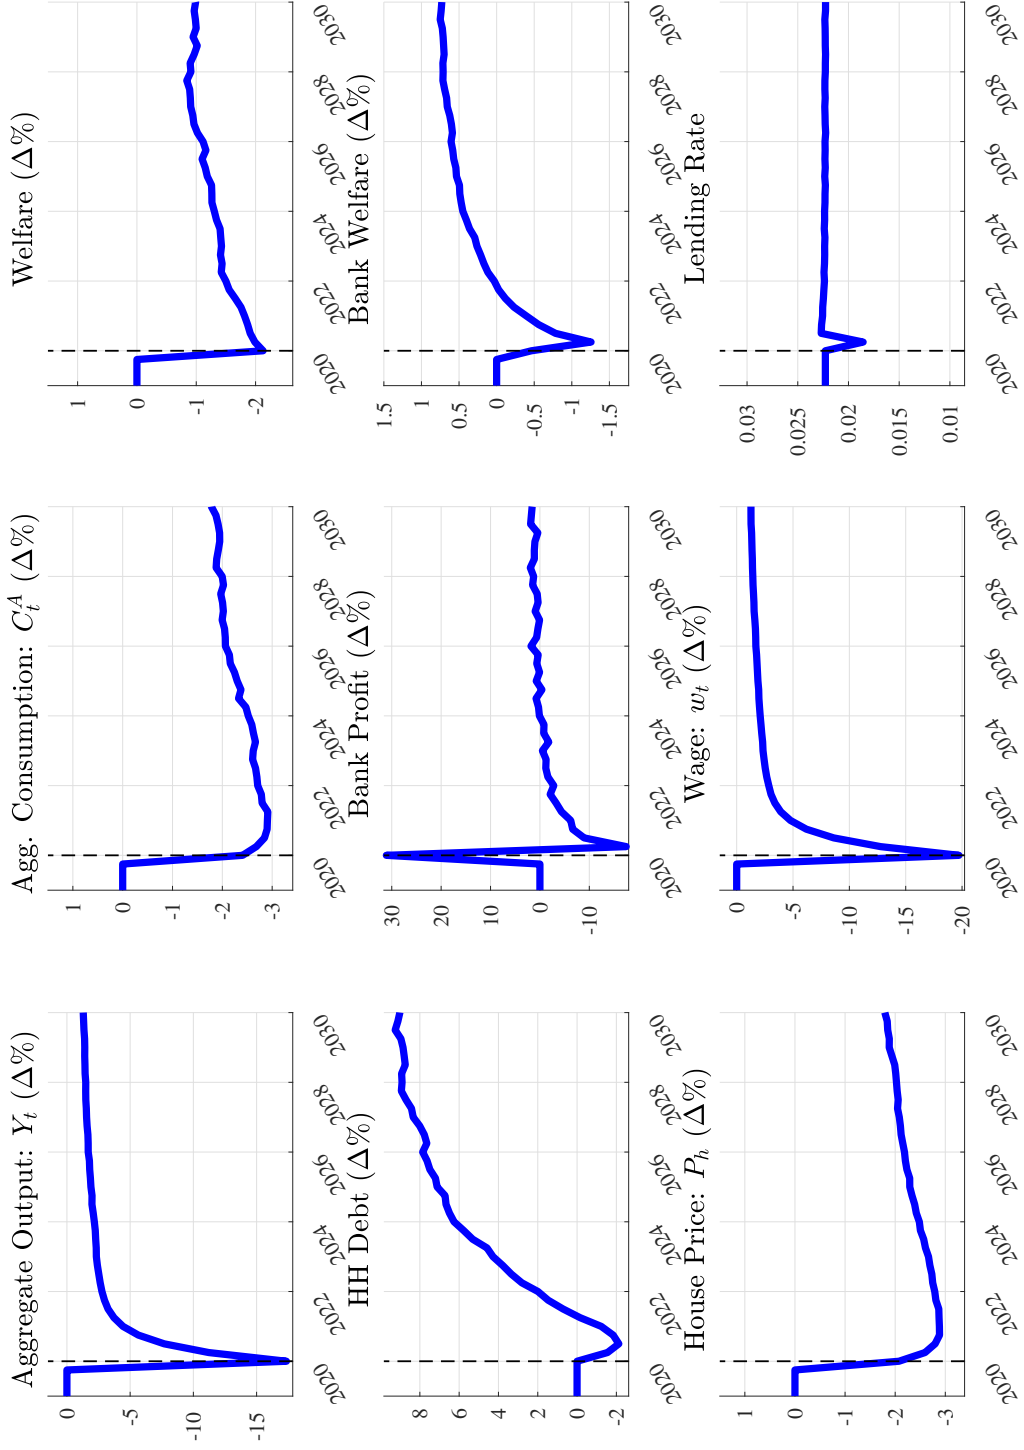 Aggregate Output: Y_t (Δ%)
0
-5
-10
-15
2020 2022 2024 2026 2028 2030
Agg. Consumption: C_t^A (Δ%)
1
0
-1
-2
-3
2020 2022 2024 2026 2028 2030
Welfare (Δ%)
1
0
-1
-2
2020 2022 2024 2026 2028 2030
HH Debt (Δ%)
8
6
4
2
0
-2
2020 2022 2024 2026 2028 2030
Bank Profit (Δ%)
30
20
10
0
-10
2020 2022 2024 2026 2028 2030
Bank Welfare (Δ%)
1.5
1
0.5
0
-0.5
-1
-1.5
2020 2022 2024 2026 2028 2030
House Price: P_h (Δ%)
1
0
-1
-2
-3
2020 2022 2024 2026 2028 2030
Wage: w_t (Δ%)
0
-5
-10
-15
-20
2020 2022 2024 2026 2028 2030
Lending Rate
0.03
0.025
0.02
0.015
0.01
2020 2022 2024 2026 2028 2030